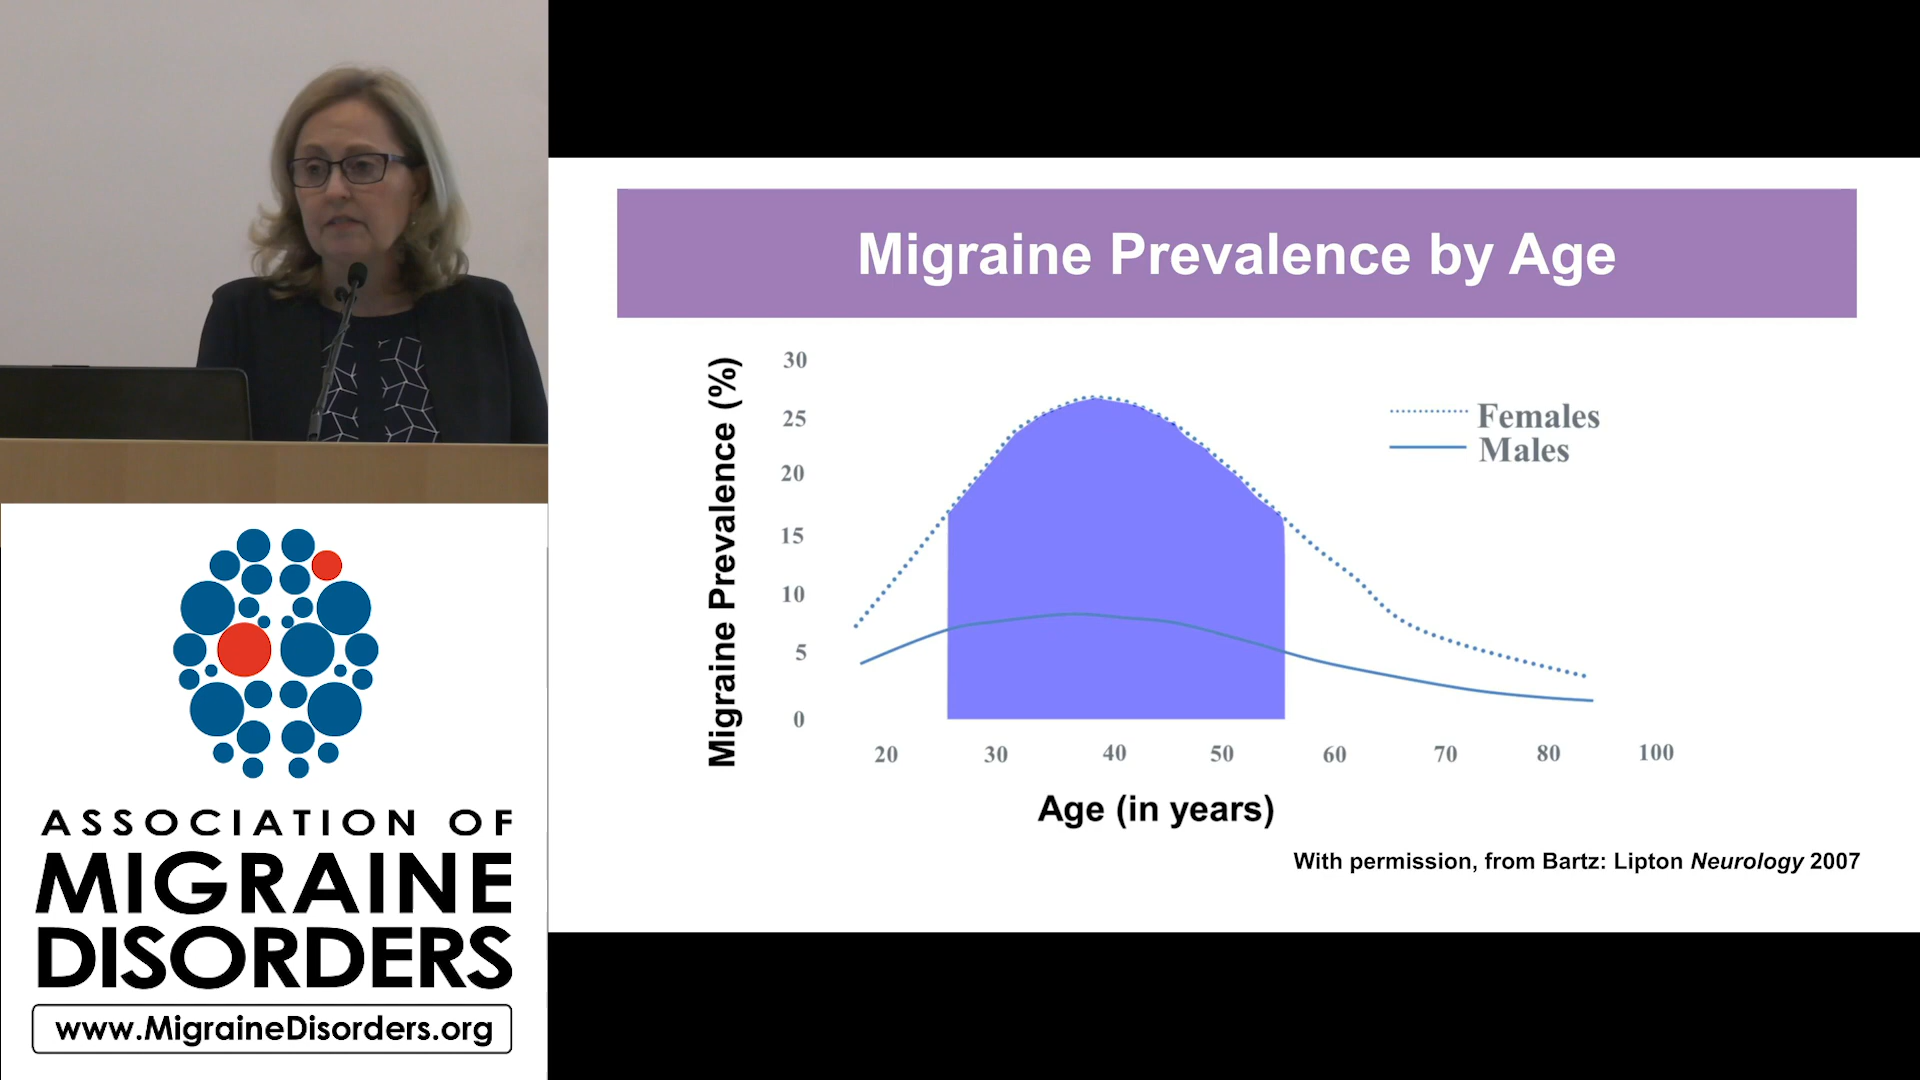 ASSOCIATION OF
MIGRAINE
DISORDERS
www.MigraineDisorders.org
Migraine Prevalence by Age
Migraine Prevalence (%)
30
25
20
15
10
5
0
Females
Males
20 30 40 50 60 70 80 100
Age (in years)
With permission, from Bartz: Lipton Neurology 2007